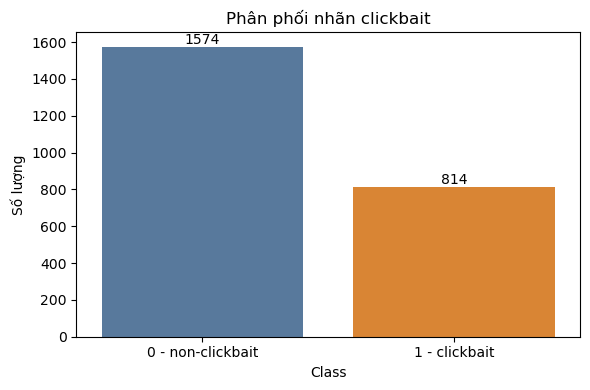 Phân phối nhãn clickbait
1574
814
1600
1400
1200
1000
800
600
400
200
0
Số lượng
0 - non-clickbait
1 - clickbait
Class